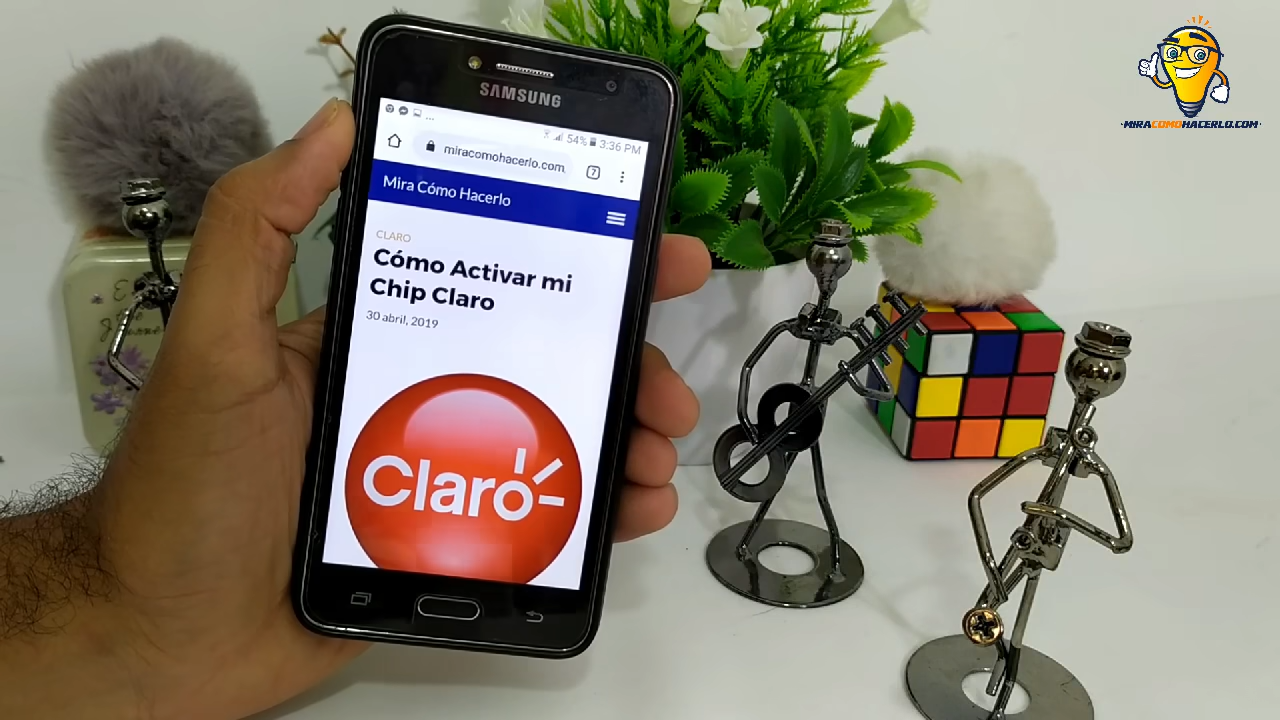 MIRACOMOHACERLO.COM
SAMSUNG
... 54% 3:36 PM
miracomohacerlo.com 7
Mira Cómo Hacerlo
CLARO
Cómo Activar mi
Chip Claro
30 abril, 2019
Claro